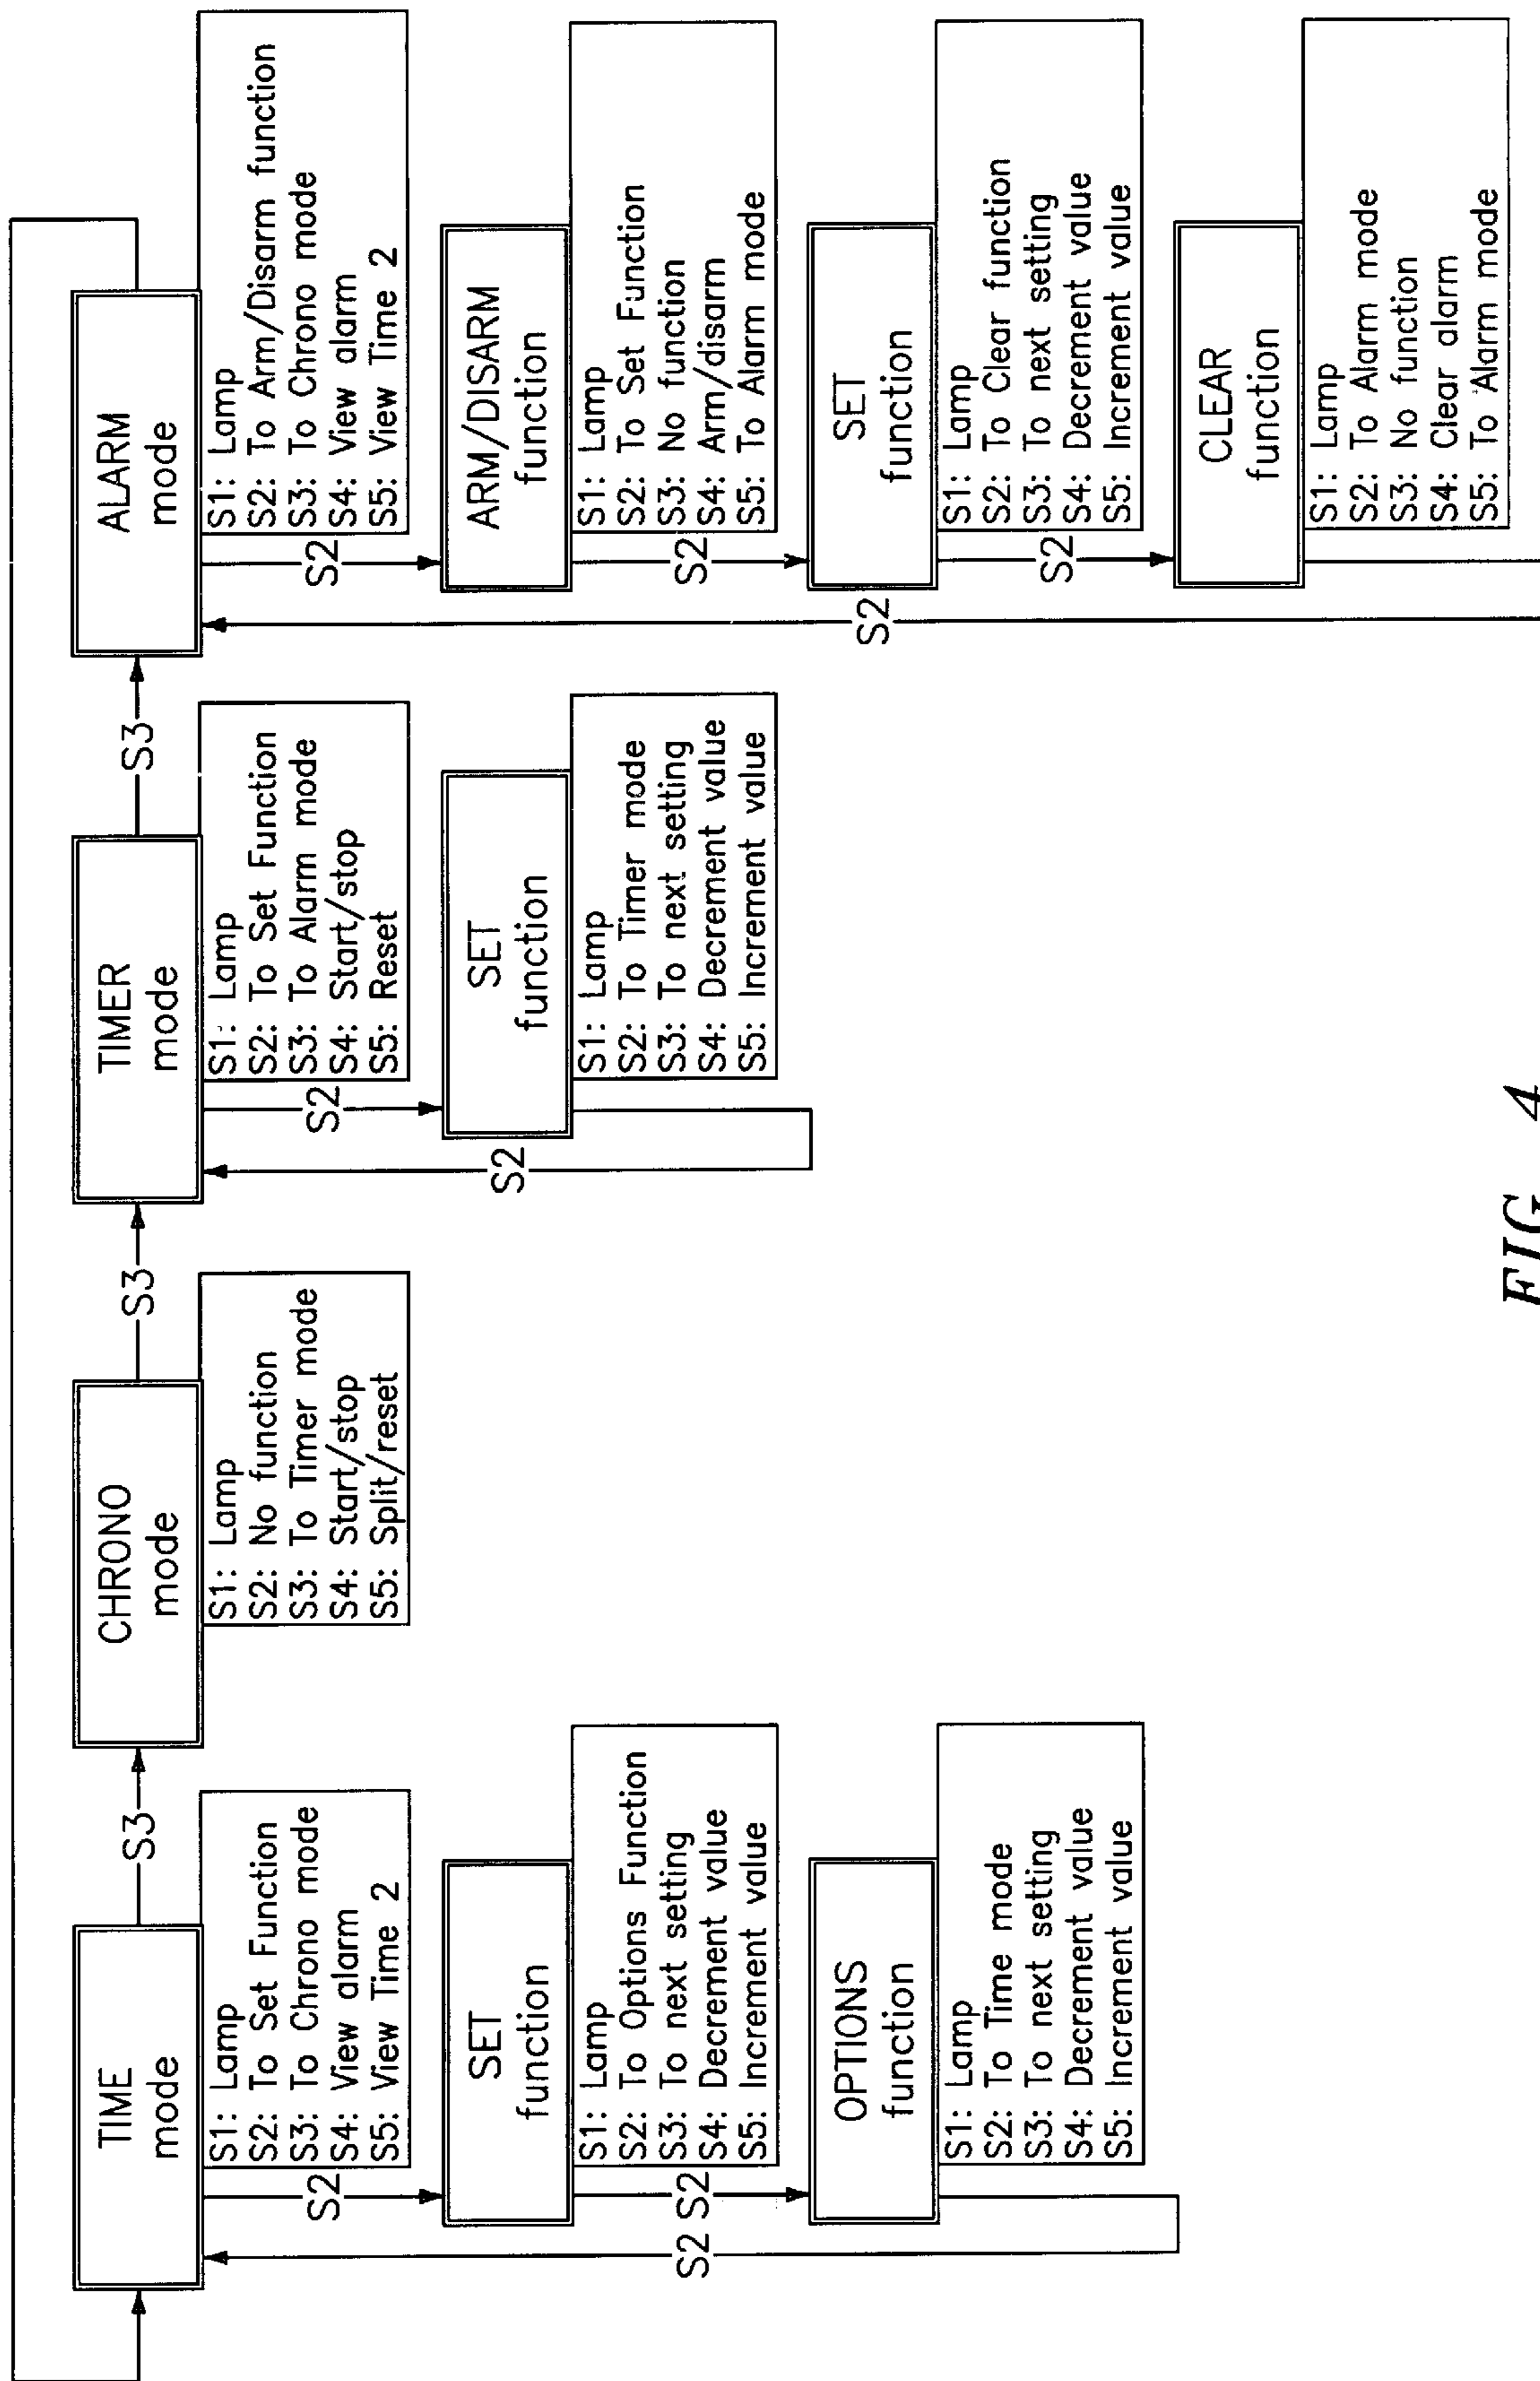 TIME
mode
S1: Lamp
S2: To Set Function
S3: To Chrono mode
S4: View alarm
S5: View Time 2
S2
SET
function
S1: Lamp
S2: To Options Function
S3: To next setting
S4: Decrement value
S5: Increment value
S2
S2
OPTIONS
function
S1: Lamp
S2: To Time mode
S3: To next setting
S4: Decrement value
S5: Increment value
S3
CHRONO
mode
S1: Lamp
S2: No function
S3: To Timer mode
S4: Start/stop
S5: Split/reset
S3
TIMER
mode
S1: Lamp
S2: To Set Function
S3: To Alarm mode
S4: Start/stop
S5: Reset
S2
S2
SET
function
S1: Lamp
S2: To Timer mode
S3: To next setting
S4: Decrement value
S5: Increment value
S3
ALARM
mode
S1: Lamp
S2: To Arm/Disarm function
S3: To Chrono mode
S4: View alarm
S5: View Time 2
S2
ARM/DISARM
function
S1: Lamp
S2: To Set Function
S3: No function
S4: Arm/disarm
S5: To Alarm mode
S2
S2
SET
function
S1: Lamp
S2: To Clear function
S3: To next setting
S4: Decrement value
S5: Increment value
S2
CLEAR
function
S1: Lamp
S2: To Alarm mode
S3: No function
S4: Clear alarm
S5: To Alarm mode
FIG. 4